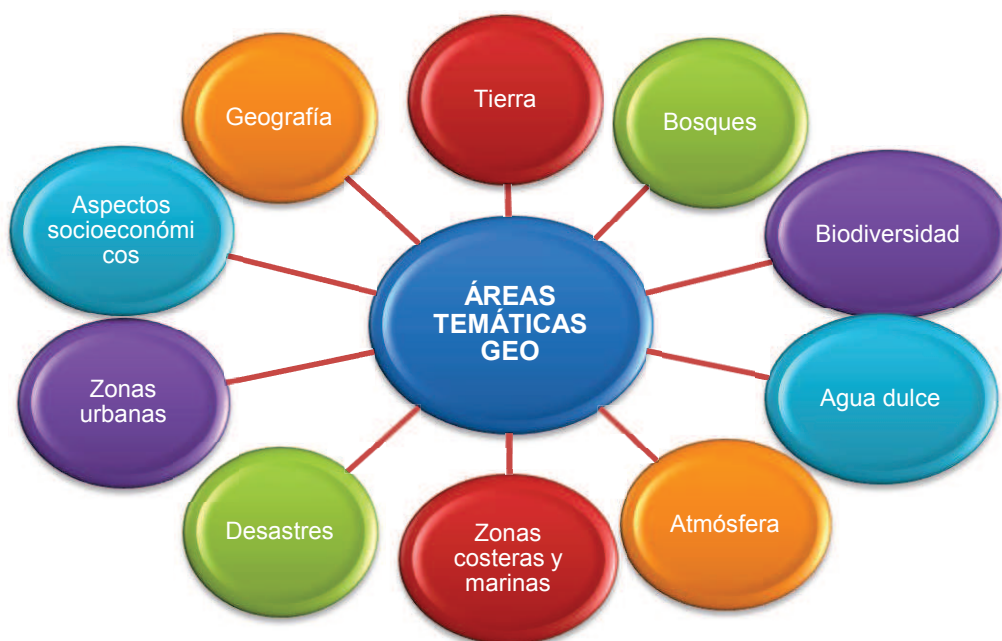 Tierra
Bosques
Biodiversidad
Agua dulce
Atmósfera
Zonas
costeras y
marinas
Desastres
Zonas
urbanas
Aspectos
socioeconómi
cos
Geografía
ÁREAS
TEMÁTICAS
GEO